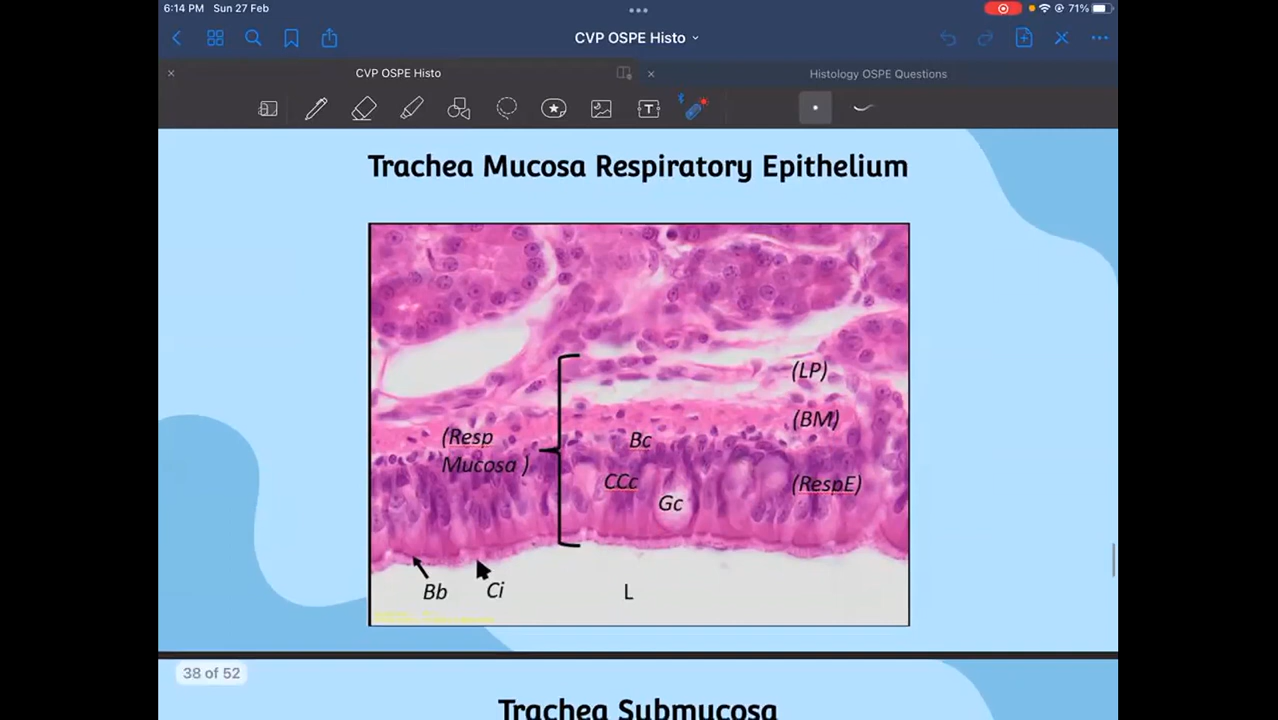 6:14 PM Sun 27 Feb
71%
CVP OSPE Histo
CVP OSPE Histo
Histology OSPE Questions
Trachea Mucosa Respiratory Epithelium
(LP)
(BM)
(Resp
Mucosa )
Bc
CCc
(RespE)
Gc
Bb
Ci
L
38 of 52
Trachea Submucosa